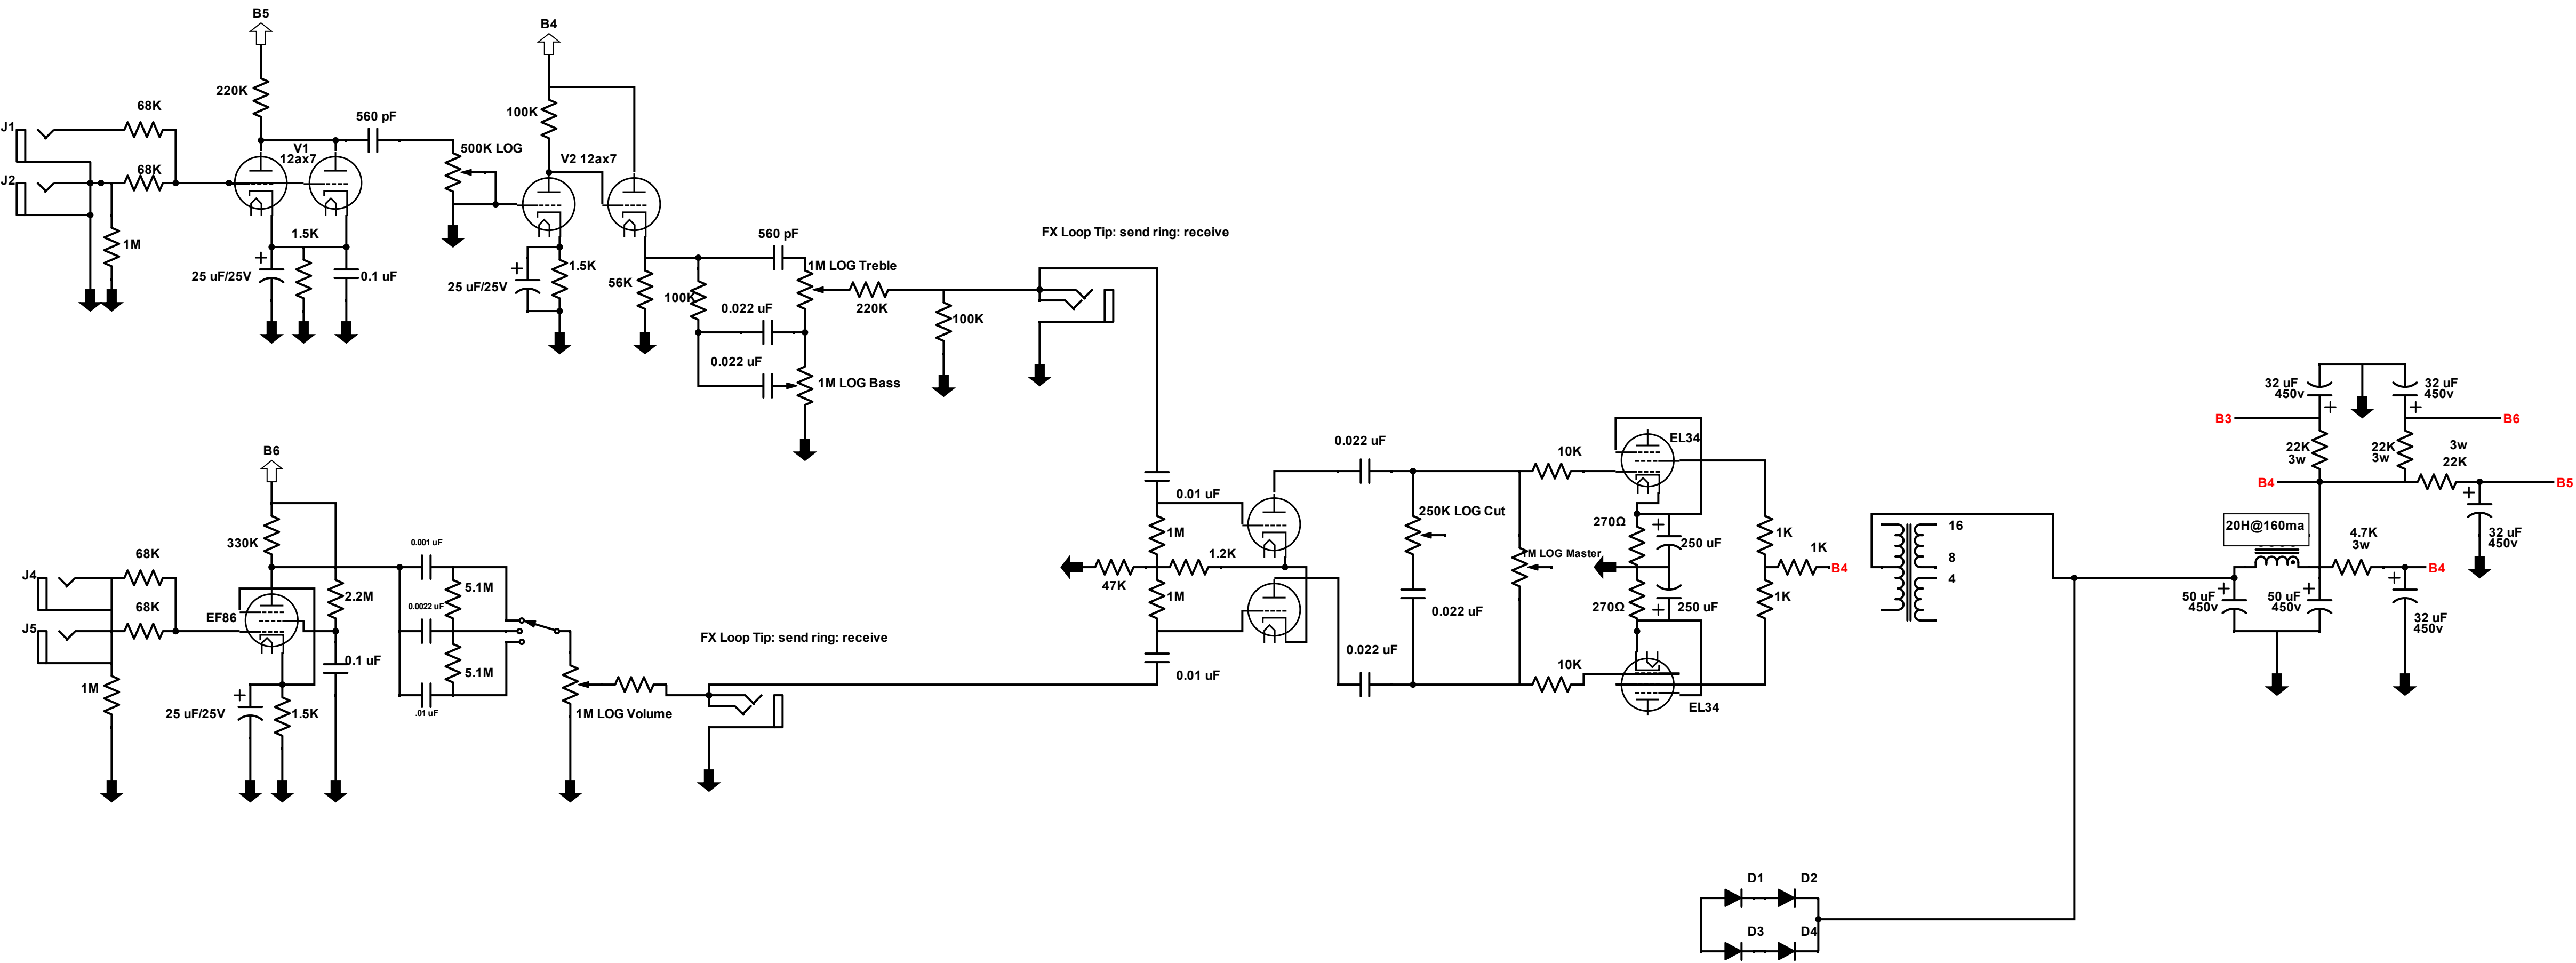 B5
220K
68K
J1
J2
68K
1M
V1
12ax7
560 pF
500K LOG
1.5K
25 uF/25V
0.1 uF
B4
100K
V2 12ax7
25 uF/25V
1.5K
56K
560 pF
1M LOG Treble
100K
0.022 uF
0.022 uF
1M LOG Bass
220K
100K
FX Loop Tip: send ring: receive
B6
330K
68K
J4
J5
68K
1M
EF86
2.2M
0.1 uF
25 uF/25V
1.5K
0.001 uF
5.1M
0.0022 uF
5.1M
.01 uF
1M LOG Volume
FX Loop Tip: send ring: receive
0.01 uF
1M
1.2K
47K
1M
0.01 uF
0.022 uF
250K LOG Cut
0.022 uF
0.022 uF
1M LOG Master
10K
10K
EL34
270Ω
250 uF
270Ω
250 uF
EL34
1K
1K
B4
1K
16
8
4
D1
D2
D3
D4
32 uF
450v
32 uF
450v
B3
B6
22K
3w
22K
3w
3w
22K
B4
B5
20H@160ma
4.7K
3w
B4
32 uF
450v
50 uF
450v
50 uF
450v
32 uF
450v